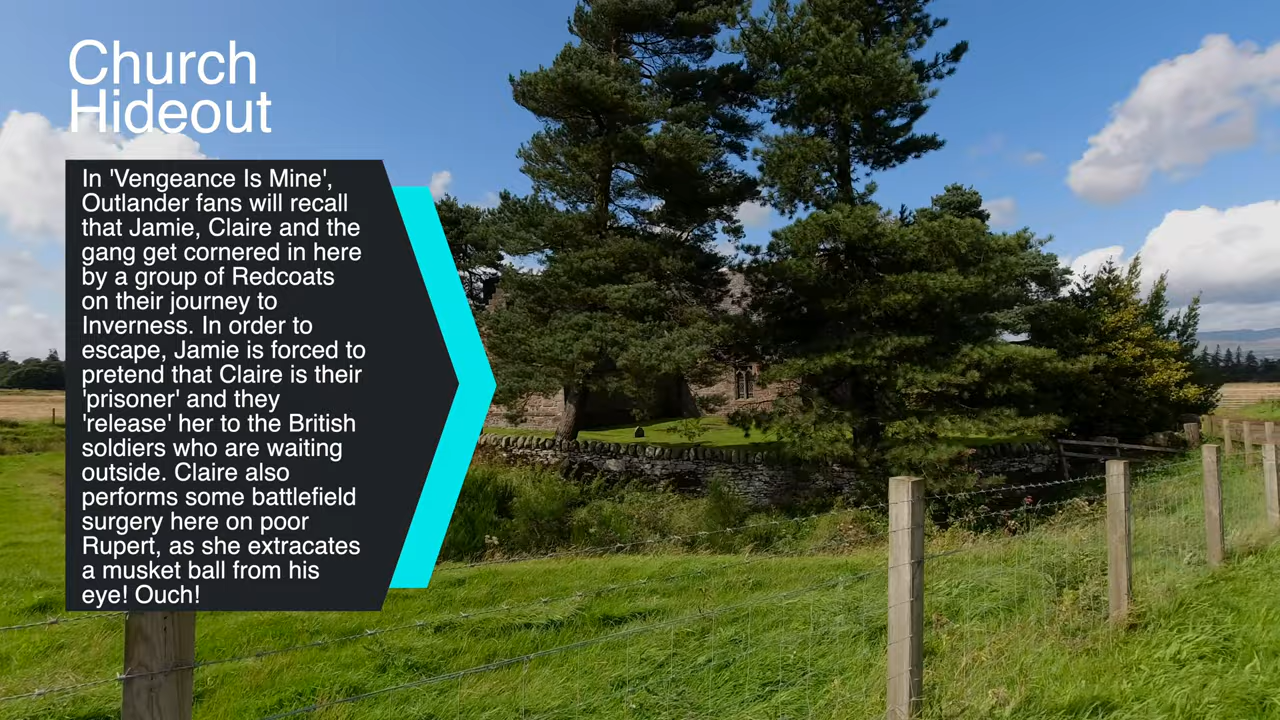 Church
Hideout
In 'Vengeance Is Mine',
Outlander fans will recall
that Jamie, Claire and the
gang get cornered in here
by a group of Redcoats
on their journey to
Inverness. In order to
escape, Jamie is forced to
pretend that Claire is their
'prisoner' and they
'release' her to the British
soldiers who are waiting
outside. Claire also
performs some battlefield
surgery here on poor
Rupert, as she extracates
a musket ball from his
eye! Ouch!